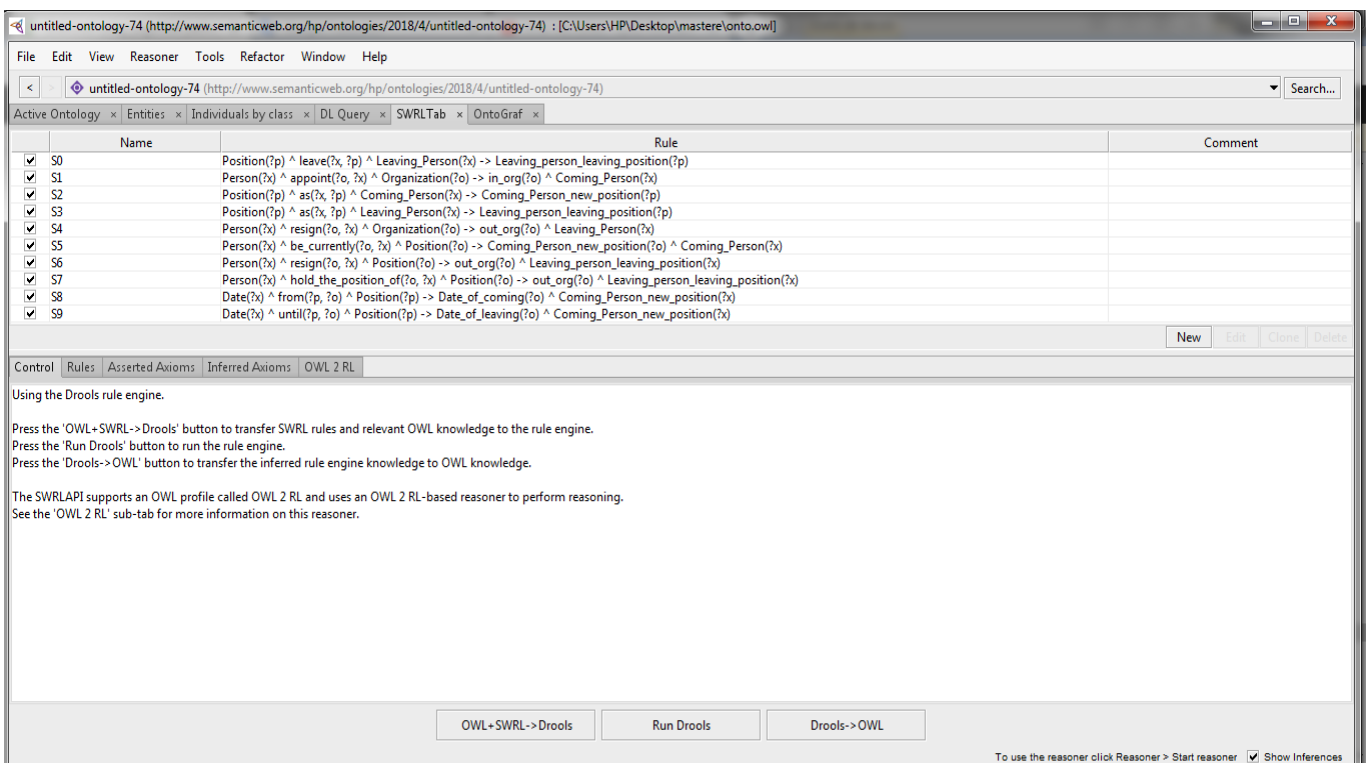 untitled-ontology-74 (http://www.semanticweb.org/hp/ontologies/2018/4/untitled-ontology-74) : [C:\Users\HP\Desktop\mastere\onto.owl]
File Edit View Reasoner Tools Refactor Window Help
< > untitled-ontology-74 (http://www.semanticweb.org/hp/ontologies/2018/4/untitled-ontology-74) Search...
Active Ontology × Entities × Individuals by class × DL Query × SWRLTab × OntoGraf ×
Name Rule Comment
S0 Position(?p) ^ leave(?x, ?p) ^ Leaving_Person(?x) -> Leaving_person_leaving_position(?p)
S1 Person(?x) ^ appoint(?o, ?x) ^ Organization(?o) -> in_org(?o) ^ Coming_Person(?x)
S2 Position(?p) ^ as(?x, ?p) ^ Coming_Person(?x) -> Coming_Person_new_position(?p)
S3 Position(?p) ^ as(?x, ?p) ^ Leaving_Person(?x) -> Leaving_person_leaving_position(?p)
S4 Person(?x) ^ resign(?o, ?x) ^ Organization(?o) -> out_org(?o) ^ Leaving_Person(?x)
S5 Person(?x) ^ be_currently(?o, ?x) ^ Position(?o) -> Coming_Person_new_position(?o) ^ Coming_Person(?x)
S6 Person(?x) ^ resign(?o, ?x) ^ Position(?o) -> out_org(?o) ^ Leaving_person_leaving_position(?x)
S7 Person(?x) ^ hold_the_position_of(?o, ?x) ^ Position(?o) -> out_org(?o) ^ Leaving_person_leaving_position(?x)
S8 Date(?x) ^ from(?p, ?o) ^ Position(?p) -> Date_of_coming(?o) ^ Coming_Person_new_position(?x)
S9 Date(?x) ^ until(?p, ?o) ^ Position(?p) -> Date_of_leaving(?o) ^ Coming_Person_new_position(?x)
New Edit Clone Delete
Control Rules Asserted Axioms Inferred Axioms OWL 2 RL
Using the Drools rule engine.
Press the 'OWL+SWRL->Drools' button to transfer SWRL rules and relevant OWL knowledge to the rule engine.
Press the 'Run Drools' button to run the rule engine.
Press the 'Drools->OWL' button to transfer the inferred rule engine knowledge to OWL knowledge.
The SWRLAPI supports an OWL profile called OWL 2 RL and uses an OWL 2 RL-based reasoner to perform reasoning.
See the 'OWL 2 RL' sub-tab for more information on this reasoner.
OWL+SWRL->Drools Run Drools Drools->OWL
To use the reasoner click Reasoner > Start reasoner Show Inferences